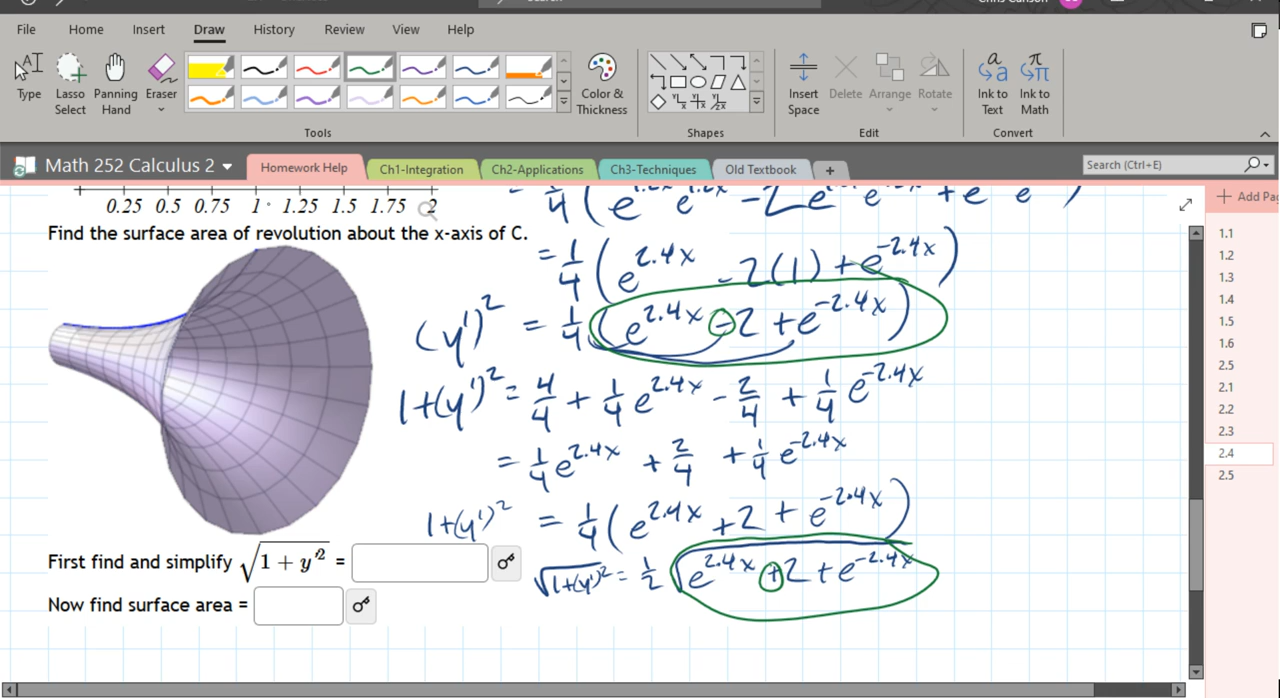 File Home Insert Draw History Review View Help
Type
Lasso Select
Panning Hand
Eraser
Color & Thickness
Insert Space
Delete
Arrange
Rotate
Ink to Text
Ink to Math
Tools
Shapes
Edit
Convert
Math 252 Calculus 2
Homework Help
Ch1-Integration
Ch2-Applications
Ch3-Techniques
Old Textbook
+
Search (Ctrl+E)
0.25 0.5 0.75 1 1.25 1.5 1.75 2
Find the surface area of revolution about the x-axis of C.
= 1/4 (e^{2.4x} - 2(1) + e^{-2.4x})
(y')^2 = 1/4 (e^{2.4x} - 2 + e^{-2.4x})
1+(y')^2 = 4/4 + 1/4 e^{2.4x} - 2/4 + 1/4 e^{-2.4x}
= 1/4 e^{2.4x} + 2/4 + 1/4 e^{-2.4x}
1+(y')^2 = 1/4 (e^{2.4x} + 2 + e^{-2.4x})
√(1+(y')^2) = 1/2 √(e^{2.4x} + 2 + e^{-2.4x})
First find and simplify √(1 + y'^2) =
Now find surface area =
1.1
1.2
1.3
1.4
1.5
1.6
2.5
2.1
2.2
2.3
2.4
2.5